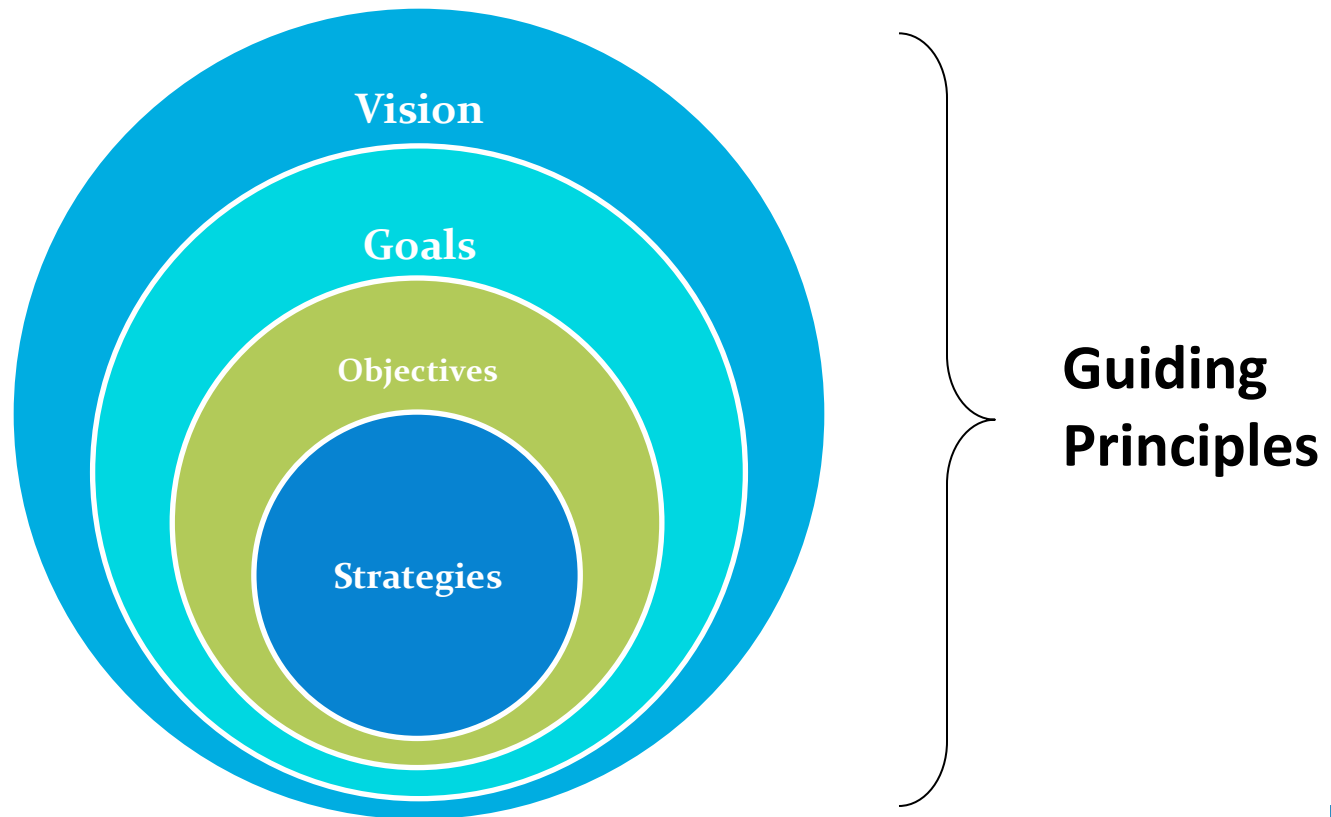 Vision
Goals
Objectives
Strategies
Guiding
Principles